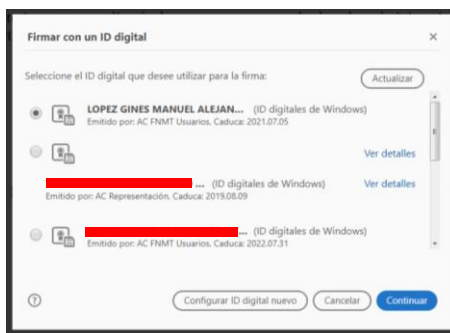 Firmar con un ID digital
Seleccione el ID digital que desee utilizar para la firma:
Actualizar
LOPEZ GINES MANUEL ALEJAN... (ID digitales de Windows)
Emitido por: AC FNMT Usuarios, Caduca: 2021.07.05
Ver detalles
... (ID digitales de Windows) Ver detalles
Emitido por: AC Representación, Caduca: 2019.08.09
... (ID digitales de Windows)
Emitido por: AC FNMT Usuarios, Caduca: 2022.07.31
Configurar ID digital nuevo
Cancelar
Continuar